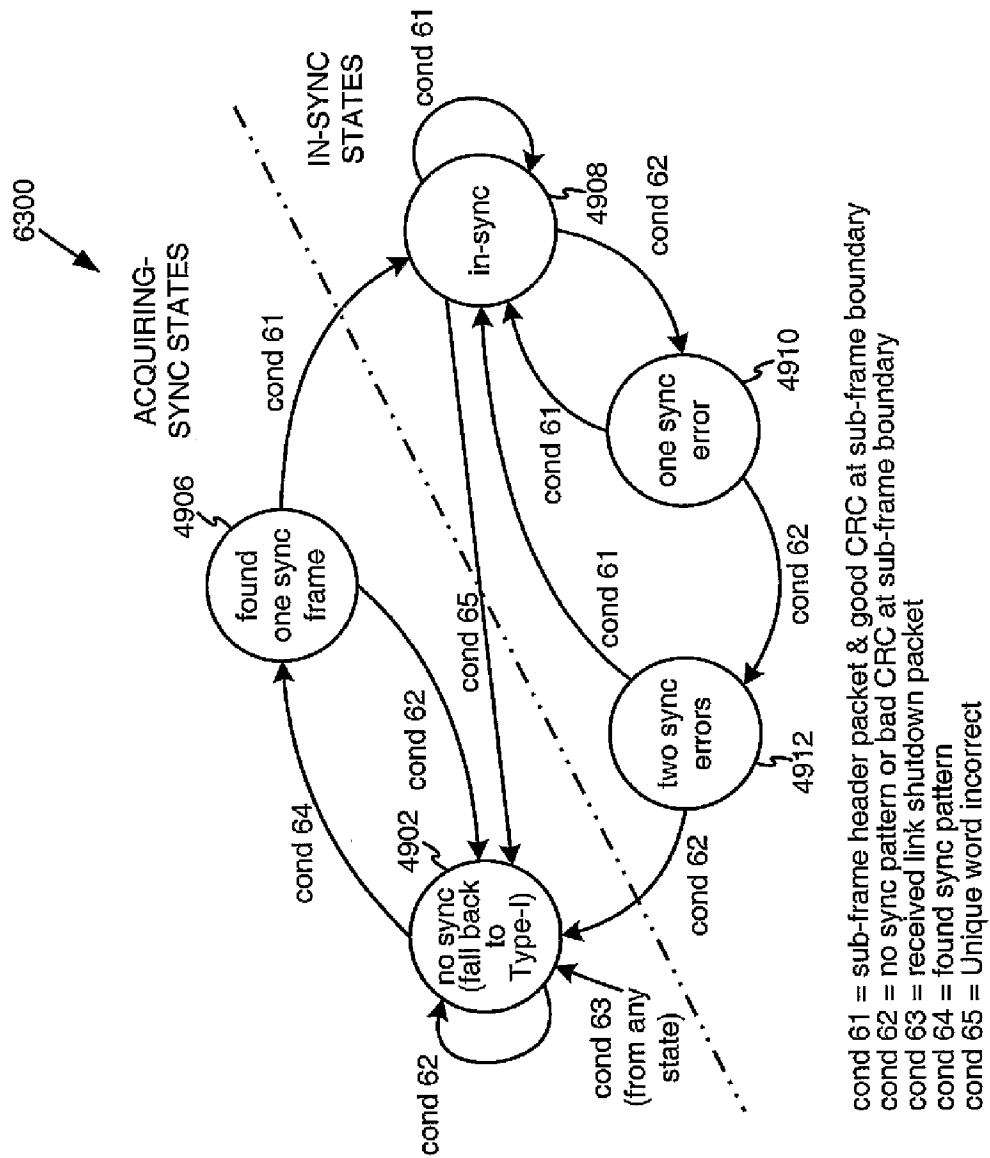 6300
ACQUIRING-
SYNC STATES
IN-SYNC
STATES
4906
found
one sync
frame
cond 61
cond 61
in-sync
4908
cond 64
cond 62
cond 65
cond 62
4902
no sync
(fall back
to
Type-I)
cond 62
cond 63
(from any
state)
cond 61
cond 61
one sync
error
4910
cond 62
two sync
errors
4912
cond 62
cond 61 = sub-frame header packet & good CRC at sub-frame boundary
cond 62 = no sync pattern or bad CRC at sub-frame boundary
cond 63 = received link shutdown packet
cond 64 = found sync pattern
cond 65 = Unique word incorrect